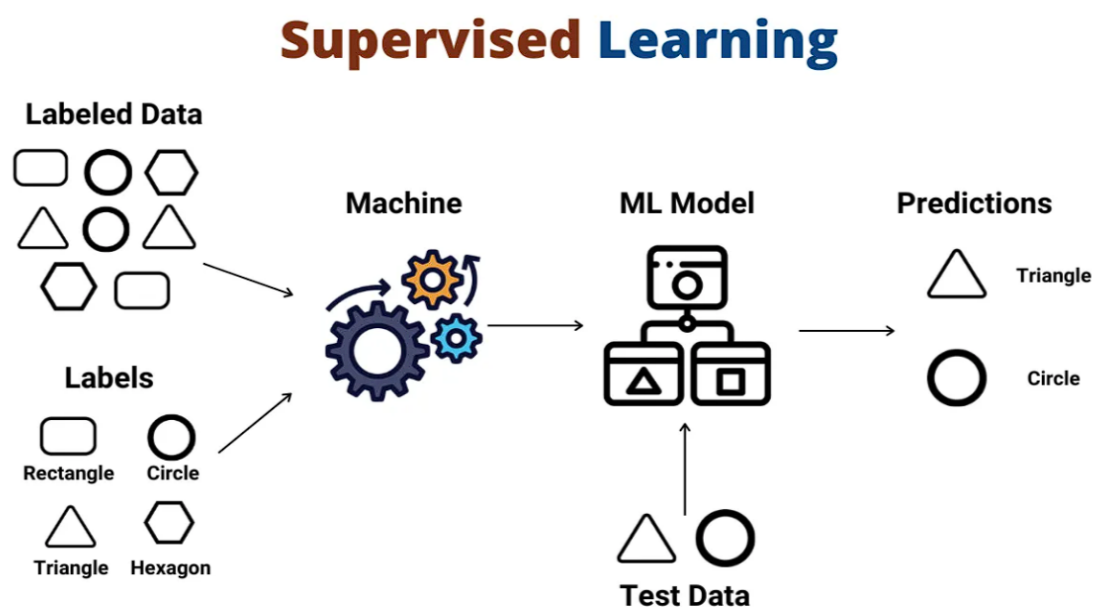 Supervised Learning
Labeled Data
Machine
ML Model
Predictions
Triangle
Circle
Labels
Rectangle
Circle
Triangle
Hexagon
Test Data